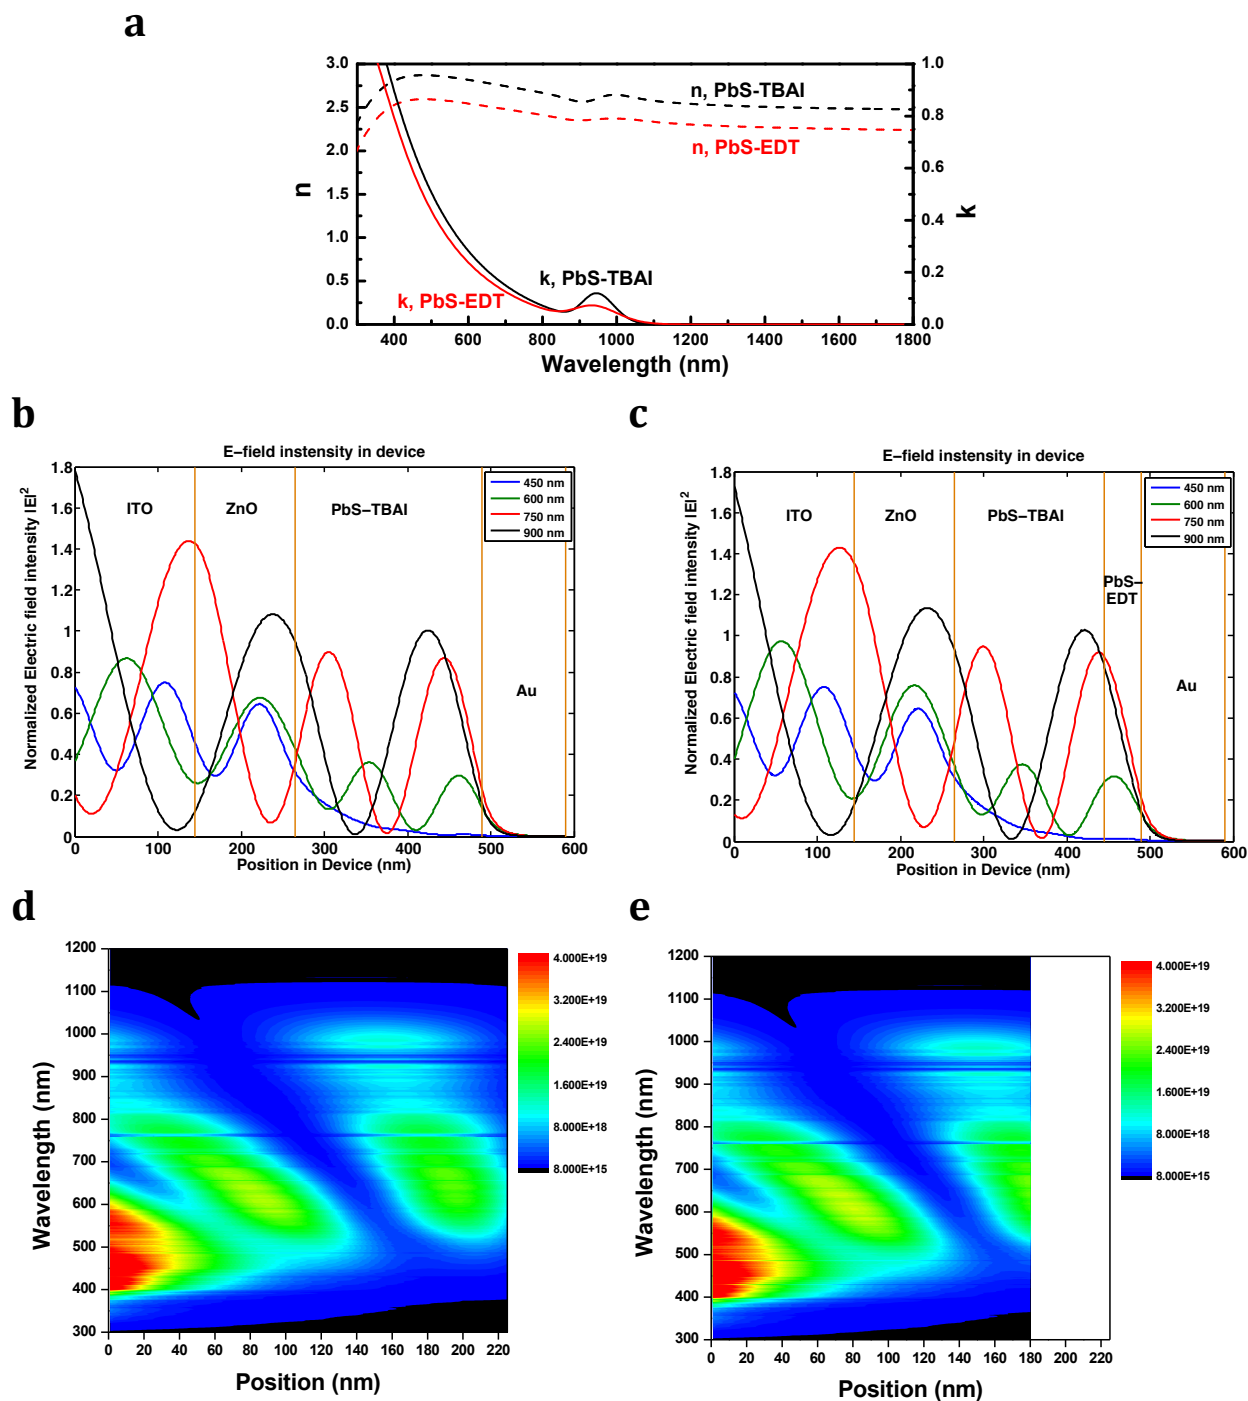 a
3.0
2.5
2.0
1.5
1.0
0.5
0.0
n
1.0
0.8
0.6
0.4
0.2
0.0
k
n, PbS-TBAI
n, PbS-EDT
k, PbS-TBAI
k, PbS-EDT
400 600 800 1000 1200 1400 1600 1800
Wavelength (nm)
b
E-field instensity in device
Normalized Electric field intensity |E|²
1.8
1.6
1.4
1.2
1
0.8
0.6
0.4
0.2
0
ITO
ZnO
PbS-TBAI
Au
450 nm
600 nm
750 nm
900 nm
0 100 200 300 400 500 600
Position in Device (nm)
c
E-field instensity in device
Normalized Electric field intensity |E|²
1.8
1.6
1.4
1.2
1
0.8
0.6
0.4
0.2
0
ITO
ZnO
PbS-TBAI
PbS-
EDT
Au
450 nm
600 nm
750 nm
900 nm
0 100 200 300 400 500 600
Position in Device (nm)
d
Wavelength (nm)
1200
1100
1000
900
800
700
600
500
400
300
0 20 40 60 80 100 120 140 160 180 200 220
Position (nm)
4.000E+19
3.200E+19
2.400E+19
1.600E+19
8.000E+18
8.000E+15
e
Wavelength (nm)
1200
1100
1000
900
800
700
600
500
400
300
0 20 40 60 80 100 120 140 160 180 200 220
Position (nm)
4.000E+19
3.200E+19
2.400E+19
1.600E+19
8.000E+18
8.000E+15